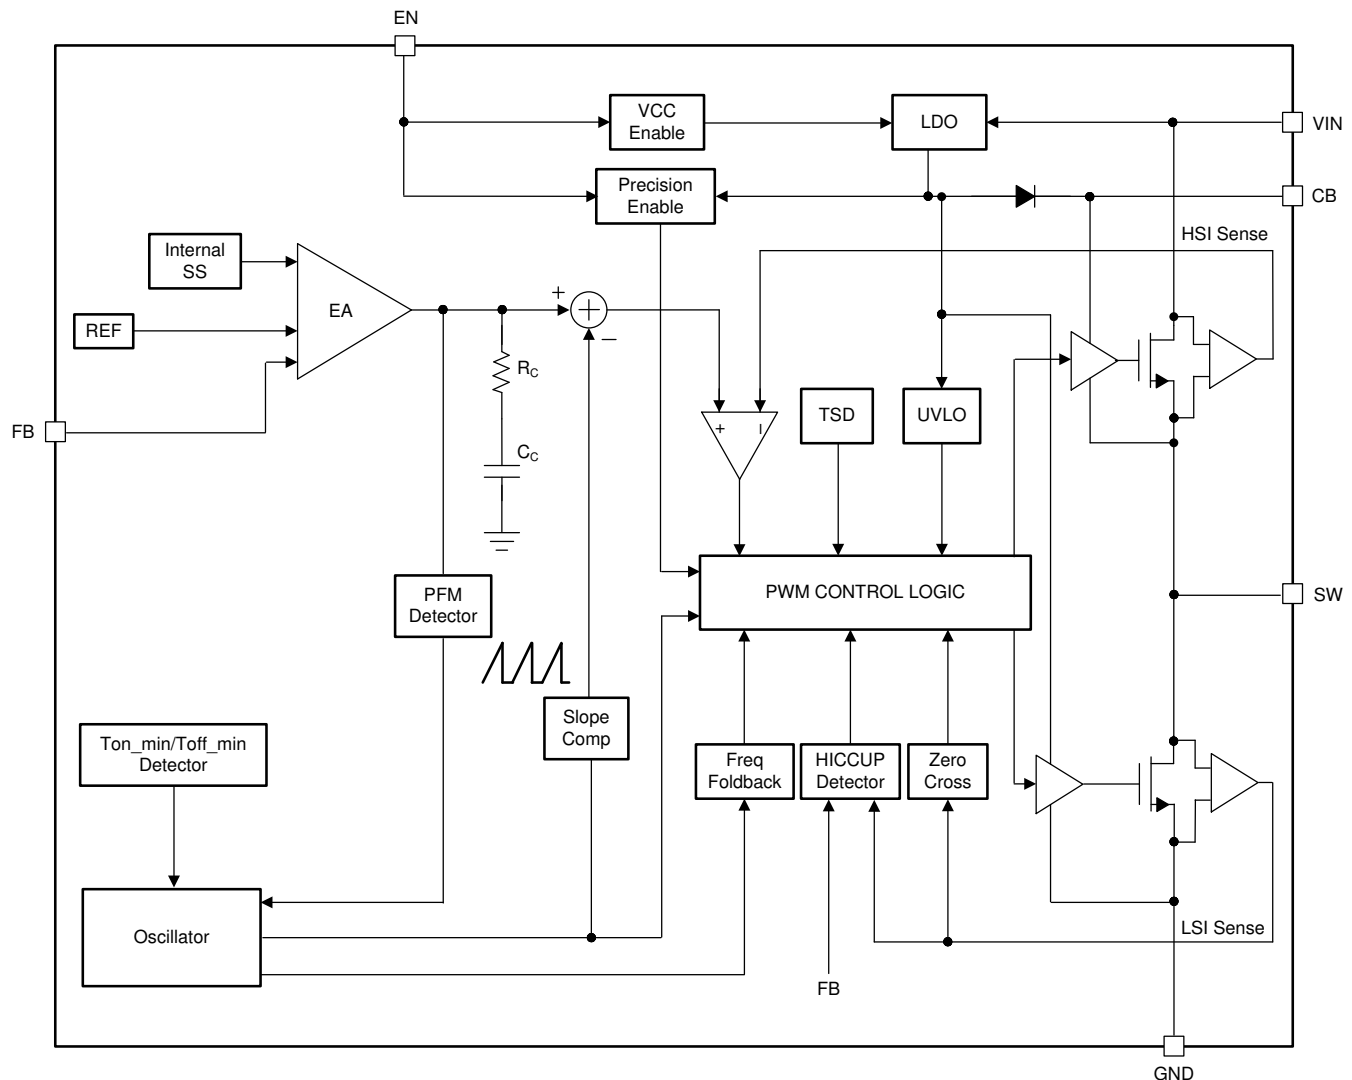 EN
VCC
Enable
LDO
VIN
Precision
Enable
CB
HSI Sense
Internal
SS
EA
+
+
REF
−
R_C
TSD
UVLO
FB
+
−
C_C
PFM
Detector
PWM CONTROL LOGIC
SW
Slope
Comp
Ton_min/Toff_min
Detector
Freq
Foldback
HICCUP
Detector
Zero
Cross
Oscillator
LSI Sense
FB
GND